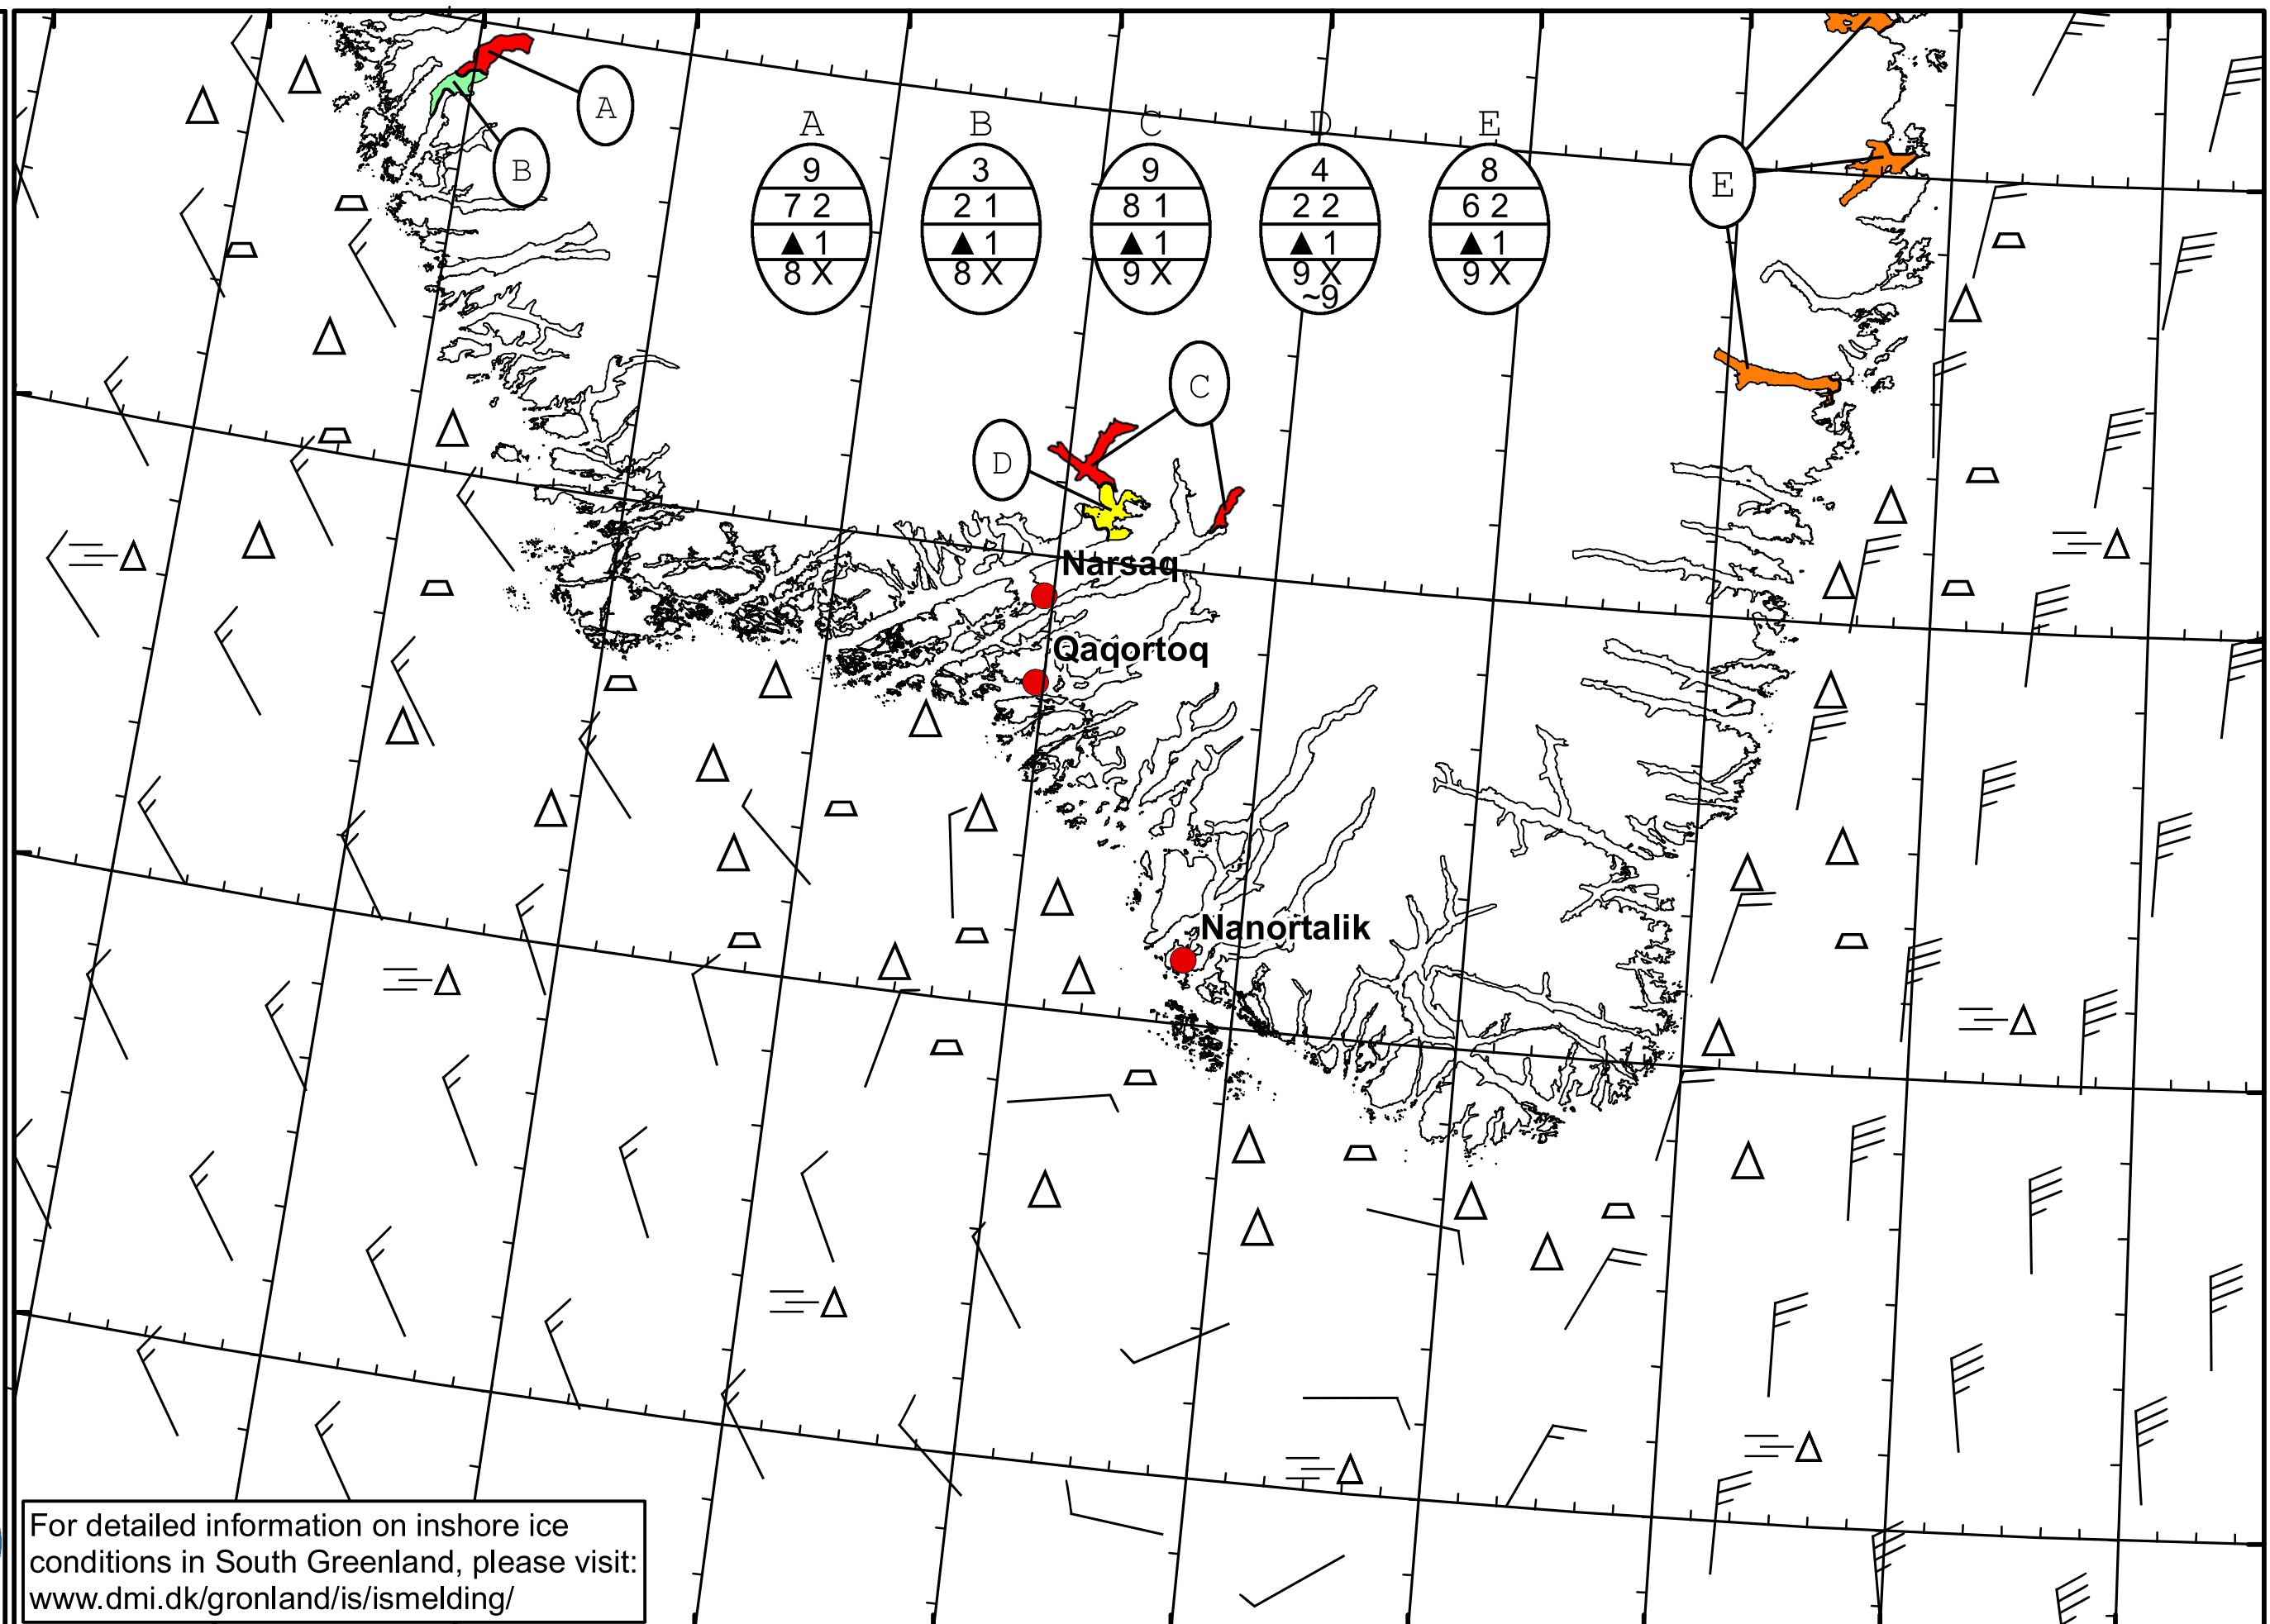 A
B
A B C D E
9 3 9 4 8
7 2 2 1 8 1 2 2 6 2
▲ 1 ▲ 1 ▲ 1 ▲ 1 ▲ 1
8 X 8 X 9 X 9 X 9 X
~9
E
C
D
Narsaq
Qaqortoq
Nanortalik
For detailed information on inshore ice
conditions in South Greenland, please visit:
www.dmi.dk/gronland/is/ismelding/